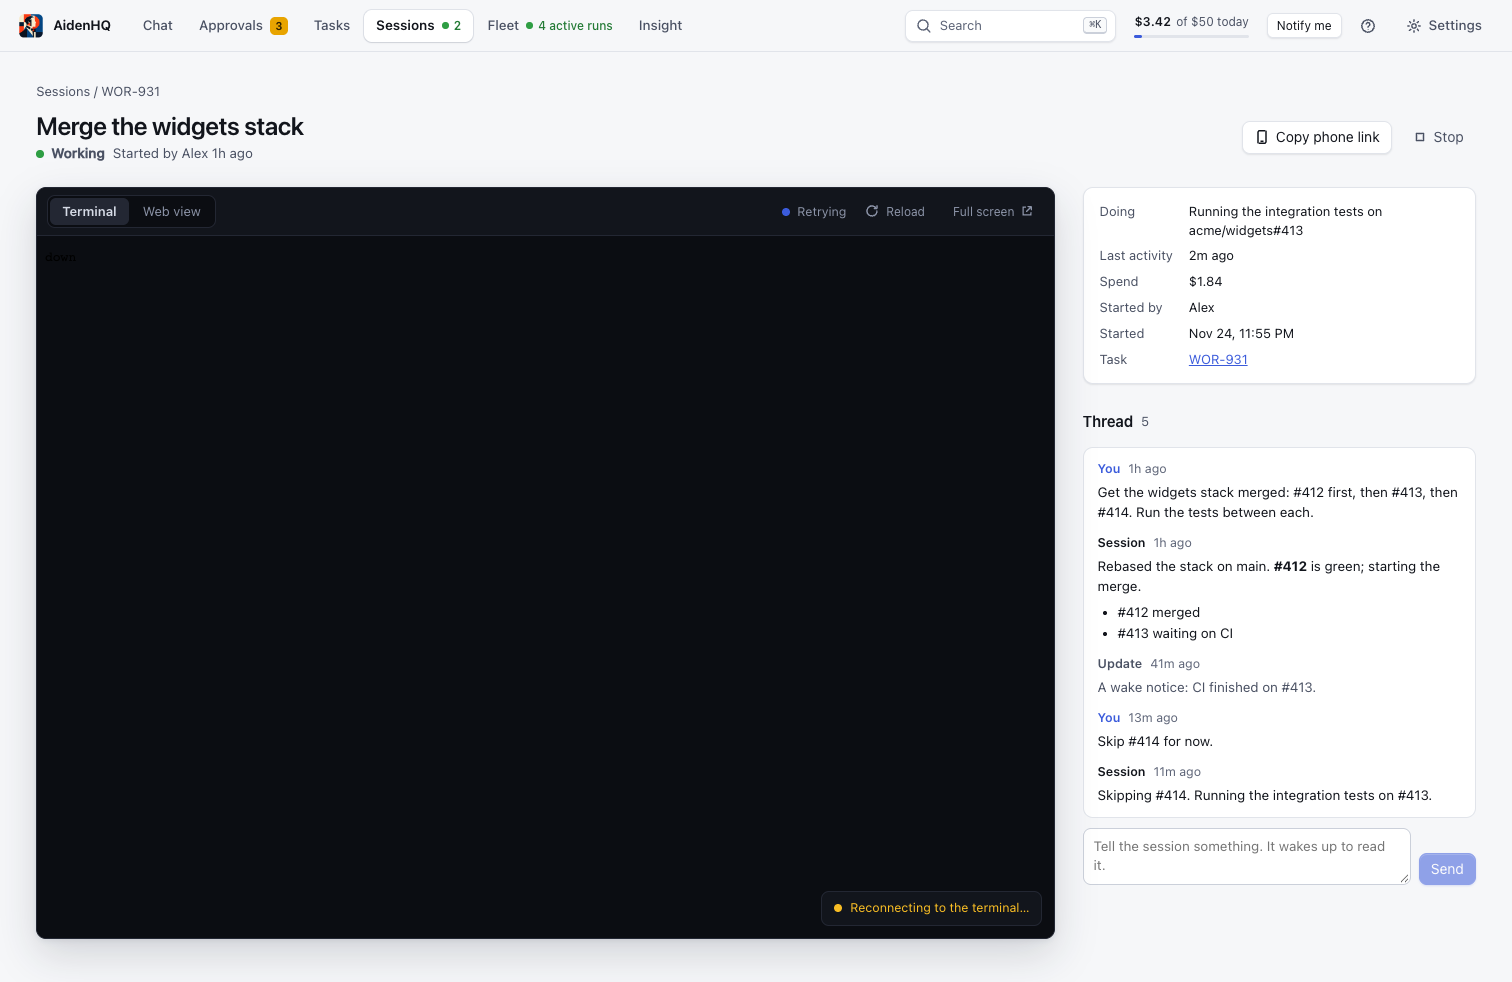 AidenHQ
Chat
Approvals 3
Tasks
Sessions 2
Fleet 4 active runs
Insight
Search ⌘K
$3.42 of $50 today
Notify me
Settings
Sessions / WOR-931
Merge the widgets stack
Working Started by Alex 1h ago
Copy phone link
Stop
Terminal
Web view
Retrying
Reload
Full screen
down
Reconnecting to the terminal...
Doing Running the integration tests on
acme/widgets#413
Last activity 2m ago
Spend $1.84
Started by Alex
Started Nov 24, 11:55 PM
Task WOR-931
Thread 5
You 1h ago
Get the widgets stack merged: #412 first, then #413, then
#414. Run the tests between each.
Session 1h ago
Rebased the stack on main. #412 is green; starting the
merge.
• #412 merged
• #413 waiting on CI
Update 41m ago
A wake notice: CI finished on #413.
You 13m ago
Skip #414 for now.
Session 11m ago
Skipping #414. Running the integration tests on #413.
Tell the session something. It wakes up to read
it.
Send